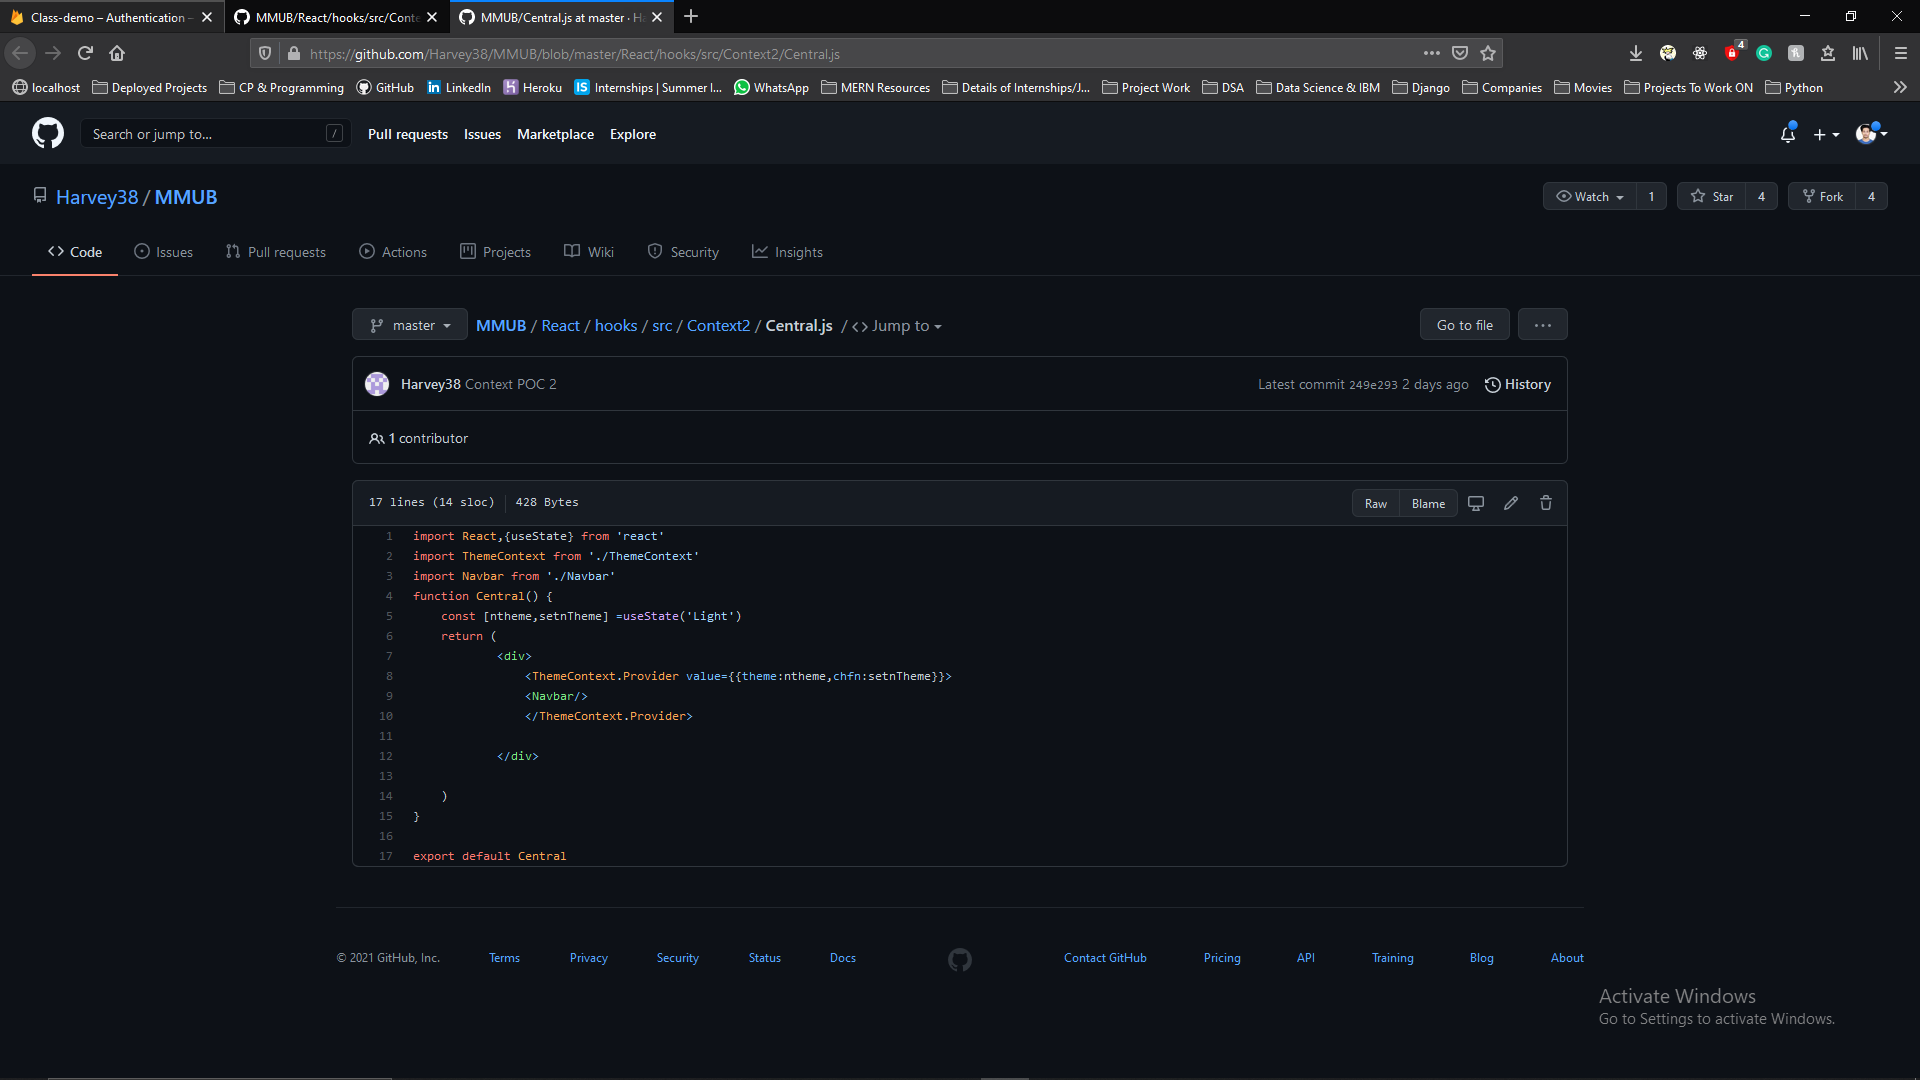 Class-demo – Authentication –
MMUB/React/hooks/src/Conte
MMUB/Central.js at master · Ha
https://github.com/Harvey38/MMUB/blob/master/React/hooks/src/Context2/Central.js
4
localhost Deployed Projects CP & Programming GitHub LinkedIn Heroku Internships | Summer I... WhatsApp MERN Resources Details of Internships/J... Project Work DSA Data Science & IBM Django Companies Movies Projects To Work ON Python
Search or jump to... / Pull requests Issues Marketplace Explore
Harvey38 / MMUB
Watch 1 Star 4 Fork 4
Code Issues Pull requests Actions Projects Wiki Security Insights
master MMUB / React / hooks / src / Context2 / Central.js / <> Jump to Go to file ...
Harvey38 Context POC 2 Latest commit 249e293 2 days ago History
1 contributor
17 lines (14 sloc) 428 Bytes Raw Blame
1 import React,{useState} from 'react'
2 import ThemeContext from './ThemeContext'
3 import Navbar from './Navbar'
4 function Central() {
5 const [ntheme,setnTheme] =useState('Light')
6 return (
7 <div>
8 <ThemeContext.Provider value={{theme:ntheme,chfn:setnTheme}}>
9 <Navbar/>
10 </ThemeContext.Provider>
11
12 </div>
13
14 )
15 }
16
17 export default Central
© 2021 GitHub, Inc. Terms Privacy Security Status Docs Contact GitHub Pricing API Training Blog About
Activate Windows
Go to Settings to activate Windows.